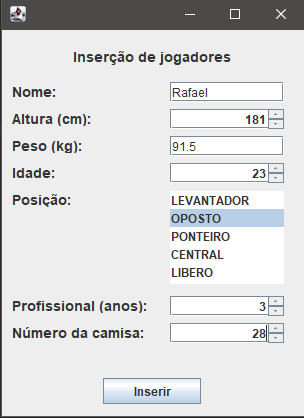 Inserção de jogadores
Nome: Rafael
Altura (cm): 181
Peso (kg): 91.5
Idade: 23
Posição: LEVANTADOR
OPOSTO
PONTEIRO
CENTRAL
LIBERO
Profissional (anos): 3
Número da camisa: 28
Inserir